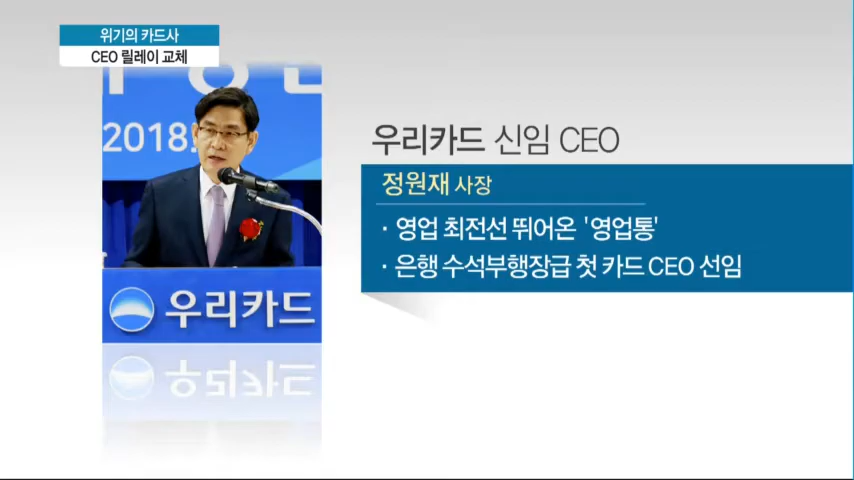 위기의 카드사
CEO 릴레이 교체
2018
우리카드 신임 CEO
정원재 사장
· 영업 최전선 뛰어온 '영업통'
· 은행 수석부행장급 첫 카드 CEO 선임
우리카드